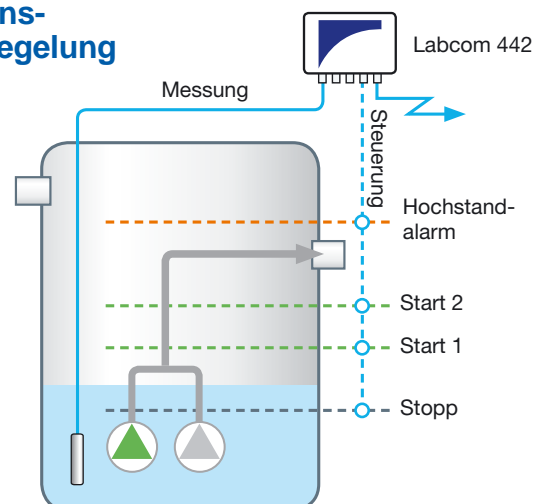 ns-
egelung
Labcom 442
Messung
Steuerung
Hochstand-
alarm
Start 2
Start 1
Stopp